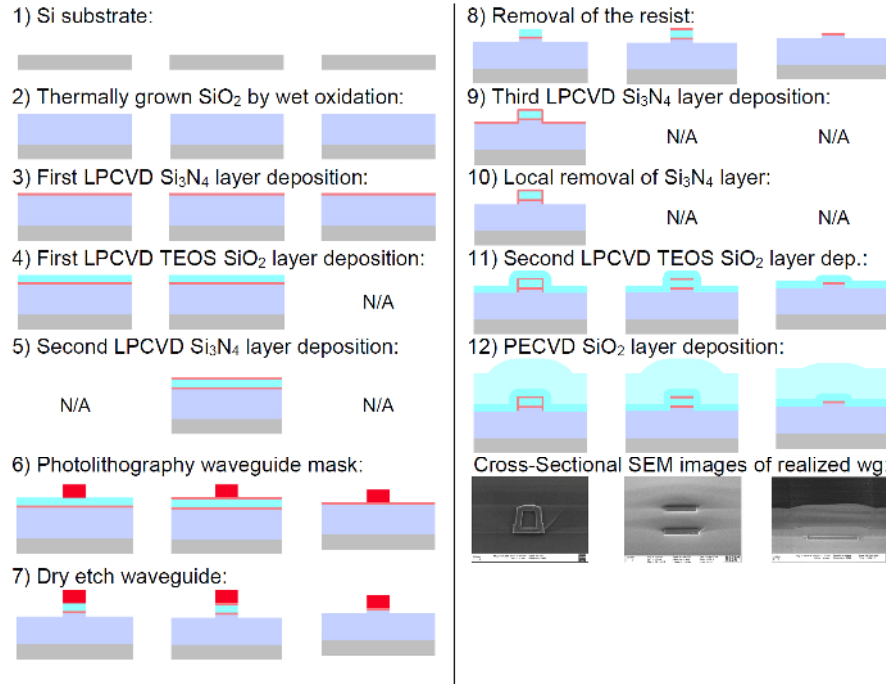 1) Si substrate:
2) Thermally grown SiO₂ by wet oxidation:
3) First LPCVD Si₃N₄ layer deposition:
4) First LPCVD TEOS SiO₂ layer deposition:
N/A
5) Second LPCVD Si₃N₄ layer deposition:
N/A N/A
6) Photolithography waveguide mask:
7) Dry etch waveguide:
8) Removal of the resist:
9) Third LPCVD Si₃N₄ layer deposition:
N/A N/A
10) Local removal of Si₃N₄ layer:
N/A N/A
11) Second LPCVD TEOS SiO₂ layer dep.:
12) PECVD SiO₂ layer deposition:
Cross-Sectional SEM images of realized wg: